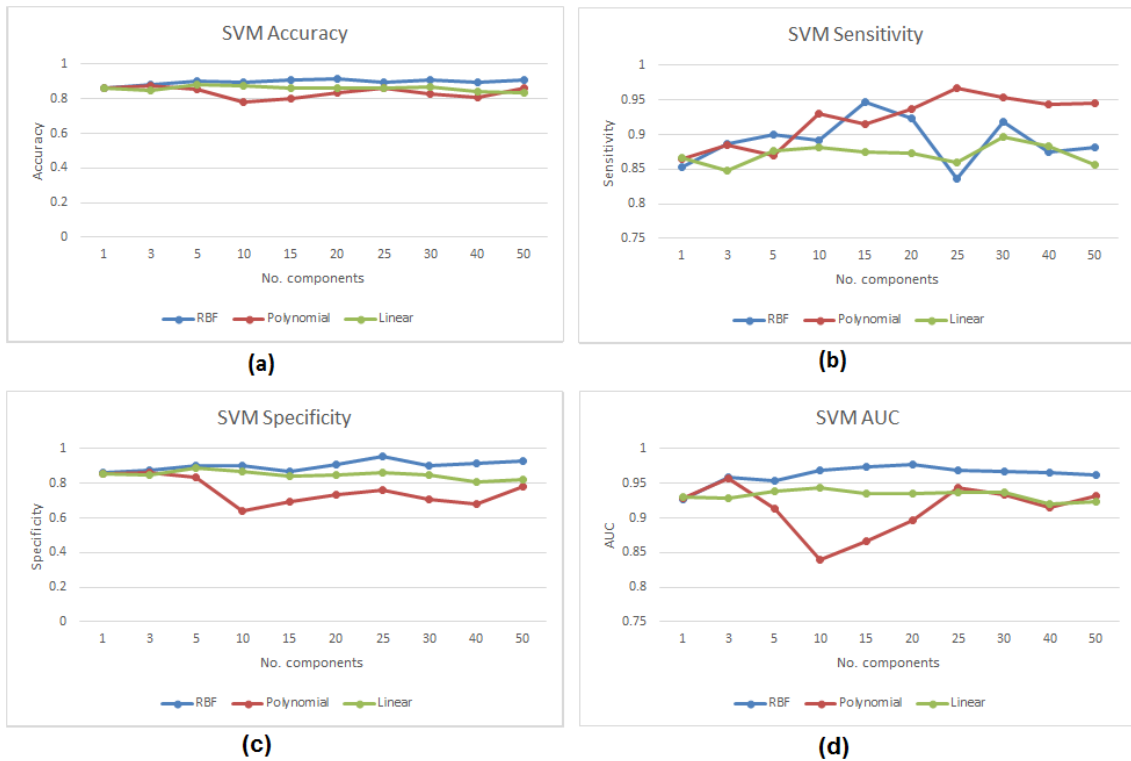 SVM Accuracy
1
0.8
0.6
0.4
0.2
0
Accuracy
1 3 5 10 15 20 25 30 40 50
No. components
RBF Polynomial Linear
(a)
SVM Sensitivity
1
0.95
0.9
0.85
0.8
0.75
Sensitivity
1 3 5 10 15 20 25 30 40 50
No. components
RBF Polynomial Linear
(b)
SVM Specificity
1
0.8
0.6
0.4
0.2
0
Specificity
1 3 5 10 15 20 25 30 40 50
No. components
RBF Polynomial Linear
(c)
SVM AUC
1
0.95
0.9
0.85
0.8
0.75
AUC
1 3 5 10 15 20 25 30 40 50
No. components
RBF Polynomial Linear
(d)